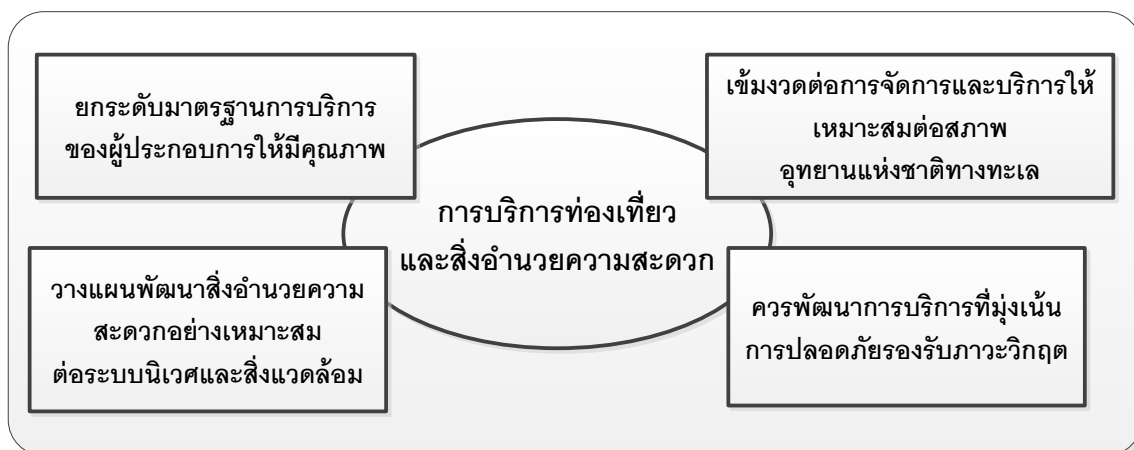 ยกระดับมาตรฐานการบริการ
ของผู้ประกอบการให้มีคุณภาพ
เข้มงวดต่อการจัดการและบริการให้
เหมาะสมต่อสภาพ
อุทยานแห่งชาติทางทะเล
การบริการท่องเที่ยว
และสิ่งอำนวยความสะดวก
วางแผนพัฒนาสิ่งอำนวยความ
สะดวกอย่างเหมาะสม
ต่อระบบนิเวศและสิ่งแวดล้อม
ควรพัฒนาการบริการที่มุ่งเน้น
การปลอดภัยรองรับภาวะวิกฤต